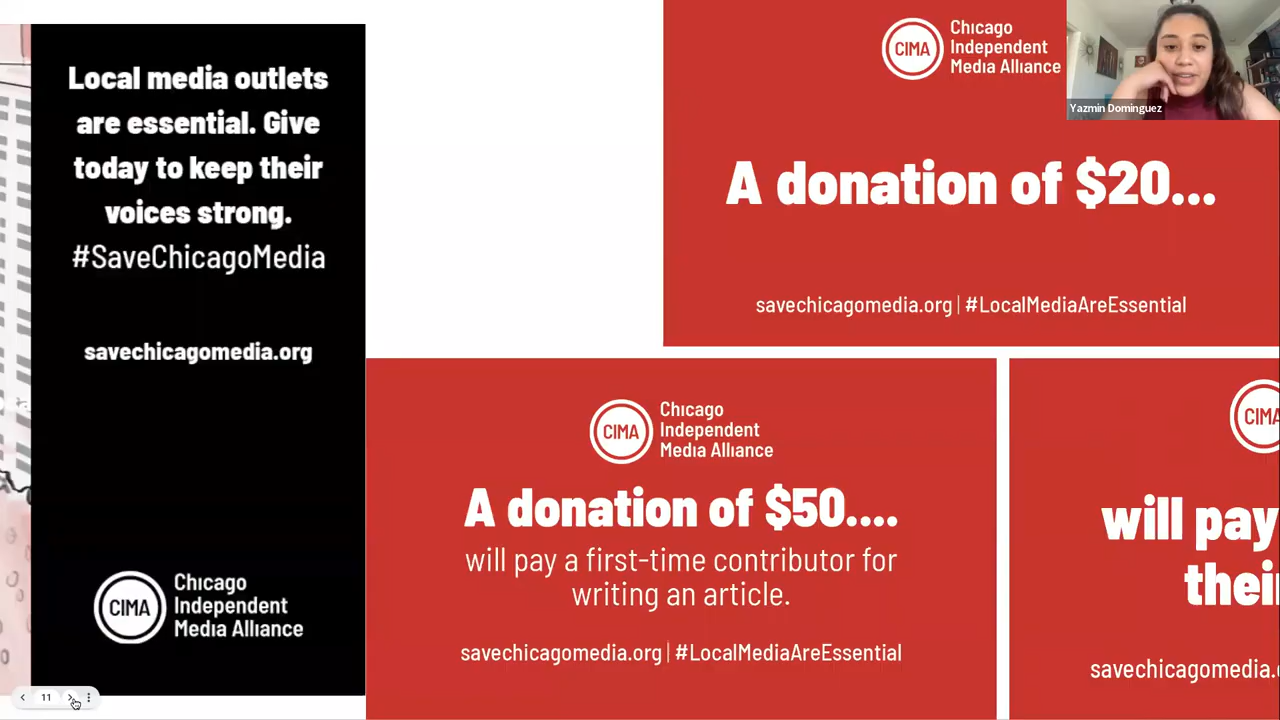 Local media outlets
are essential. Give
today to keep their
voices strong.
#SaveChicagoMedia
savechicagomedia.org
CIMA
Chicago
Independent
Media Alliance
CIMA
Chicago
Independent
Media Alliance
A donation of $20...
savechicagomedia.org | #LocalMediaAreEssential
CIMA
Chicago
Independent
Media Alliance
A donation of $50....
will pay a first-time contributor for
writing an article.
savechicagomedia.org | #LocalMediaAreEssential
will pay
their
savechicagomedia.
Yazmin Dominguez
11